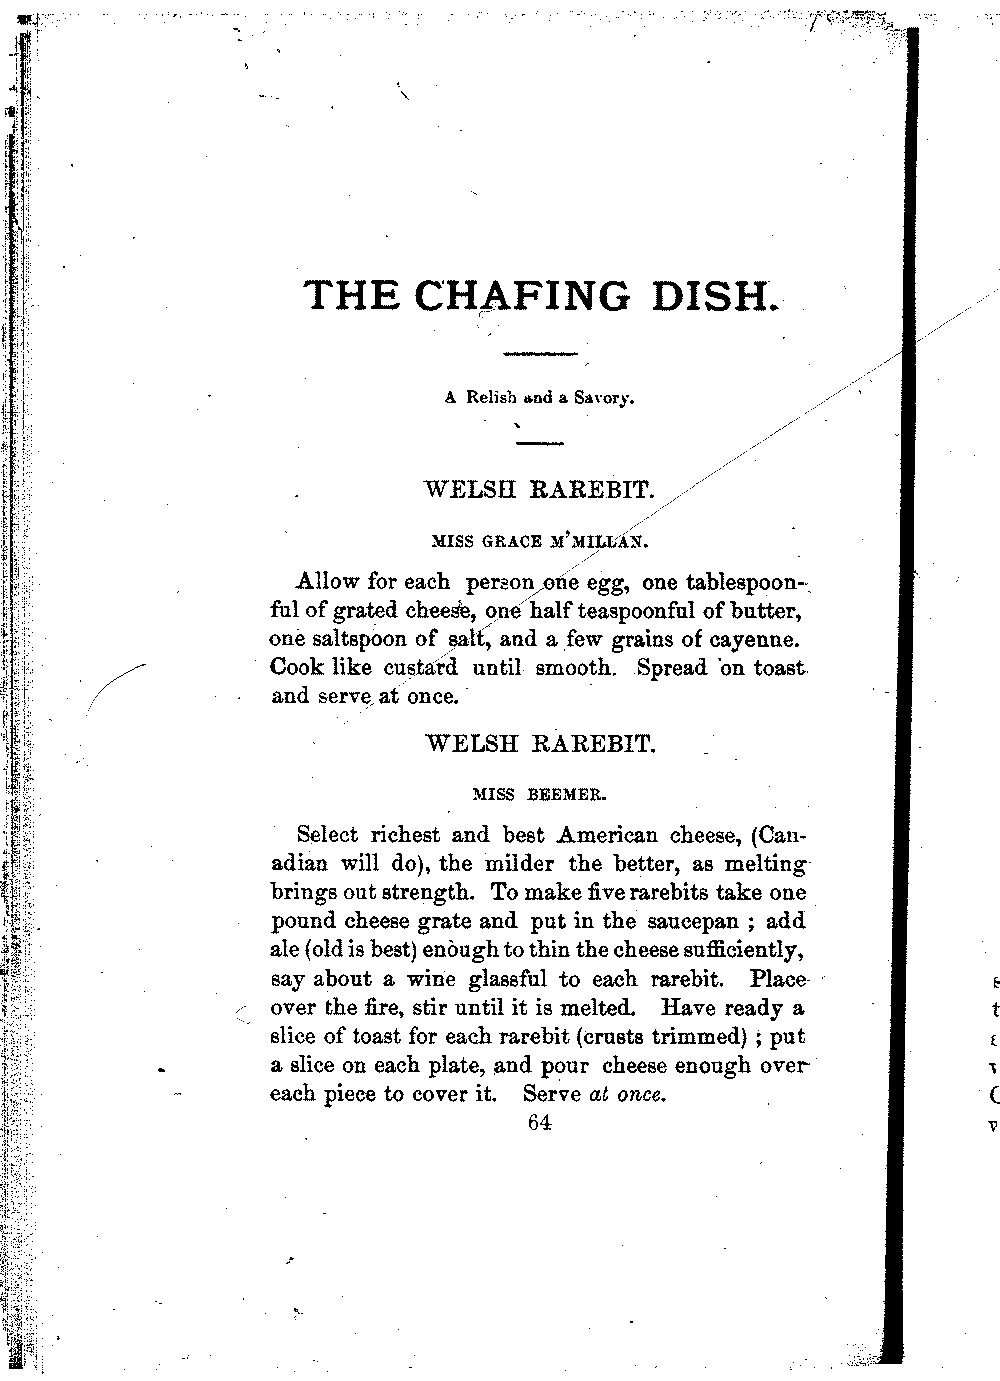 THE CHAFING DISH.
A Relish and a Savory.
WELSH RAREBIT.
MISS GRACE M'MILLAN.
Allow for each person one egg, one tablespoon-
ful of grated cheese, one half teaspoonful of butter,
one saltspoon of salt, and a few grains of cayenne.
Cook like custard until smooth. Spread on toast
and serve at once.
WELSH RAREBIT.
MISS BEEMER.
Select richest and best American cheese, (Can-
adian will do), the milder the better, as melting
brings out strength. To make five rarebits take one
pound cheese grate and put in the saucepan ; add
ale (old is best) enough to thin the cheese sufficiently,
say about a wine glassful to each rarebit. Place
over the fire, stir until it is melted. Have ready a
slice of toast for each rarebit (crusts trimmed) ; put
a slice on each plate, and pour cheese enough over
each piece to cover it. Serve at once.
64